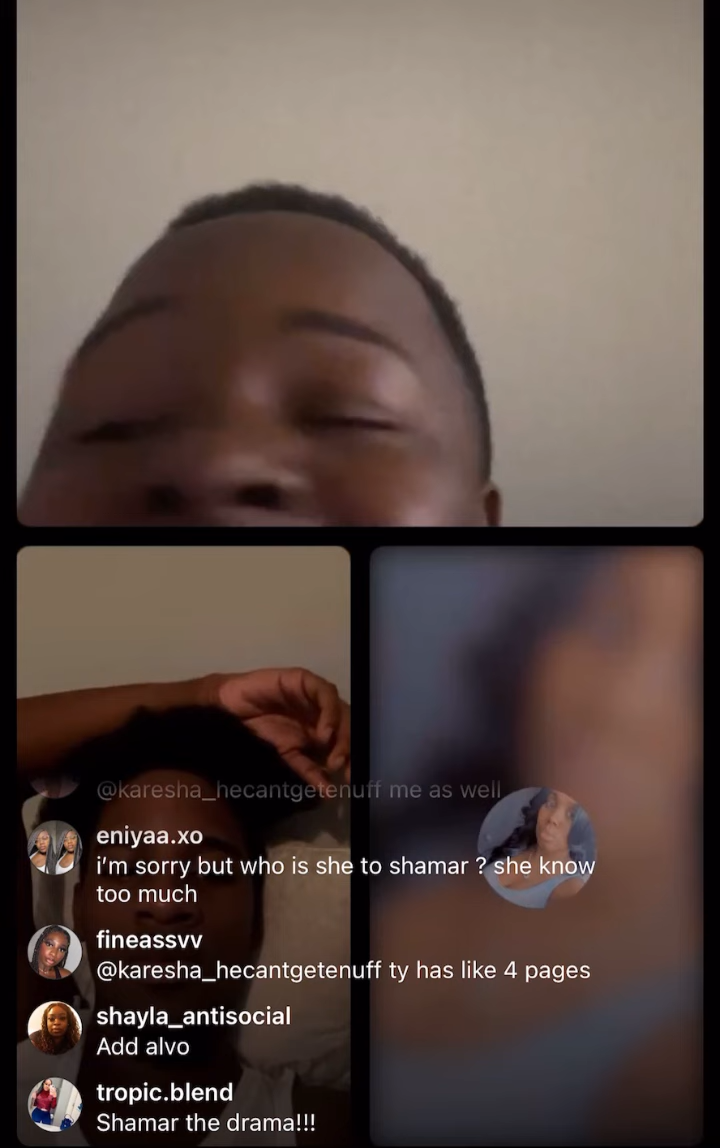 @karesha_hecantgetenuff me as well
eniyaa.xo
i'm sorry but who is she to shamar ? she know
too much
fineassvv
@karesha_hecantgetenuff ty has like 4 pages
shayla_antisocial
Add alvo
tropic.blend
Shamar the drama!!!